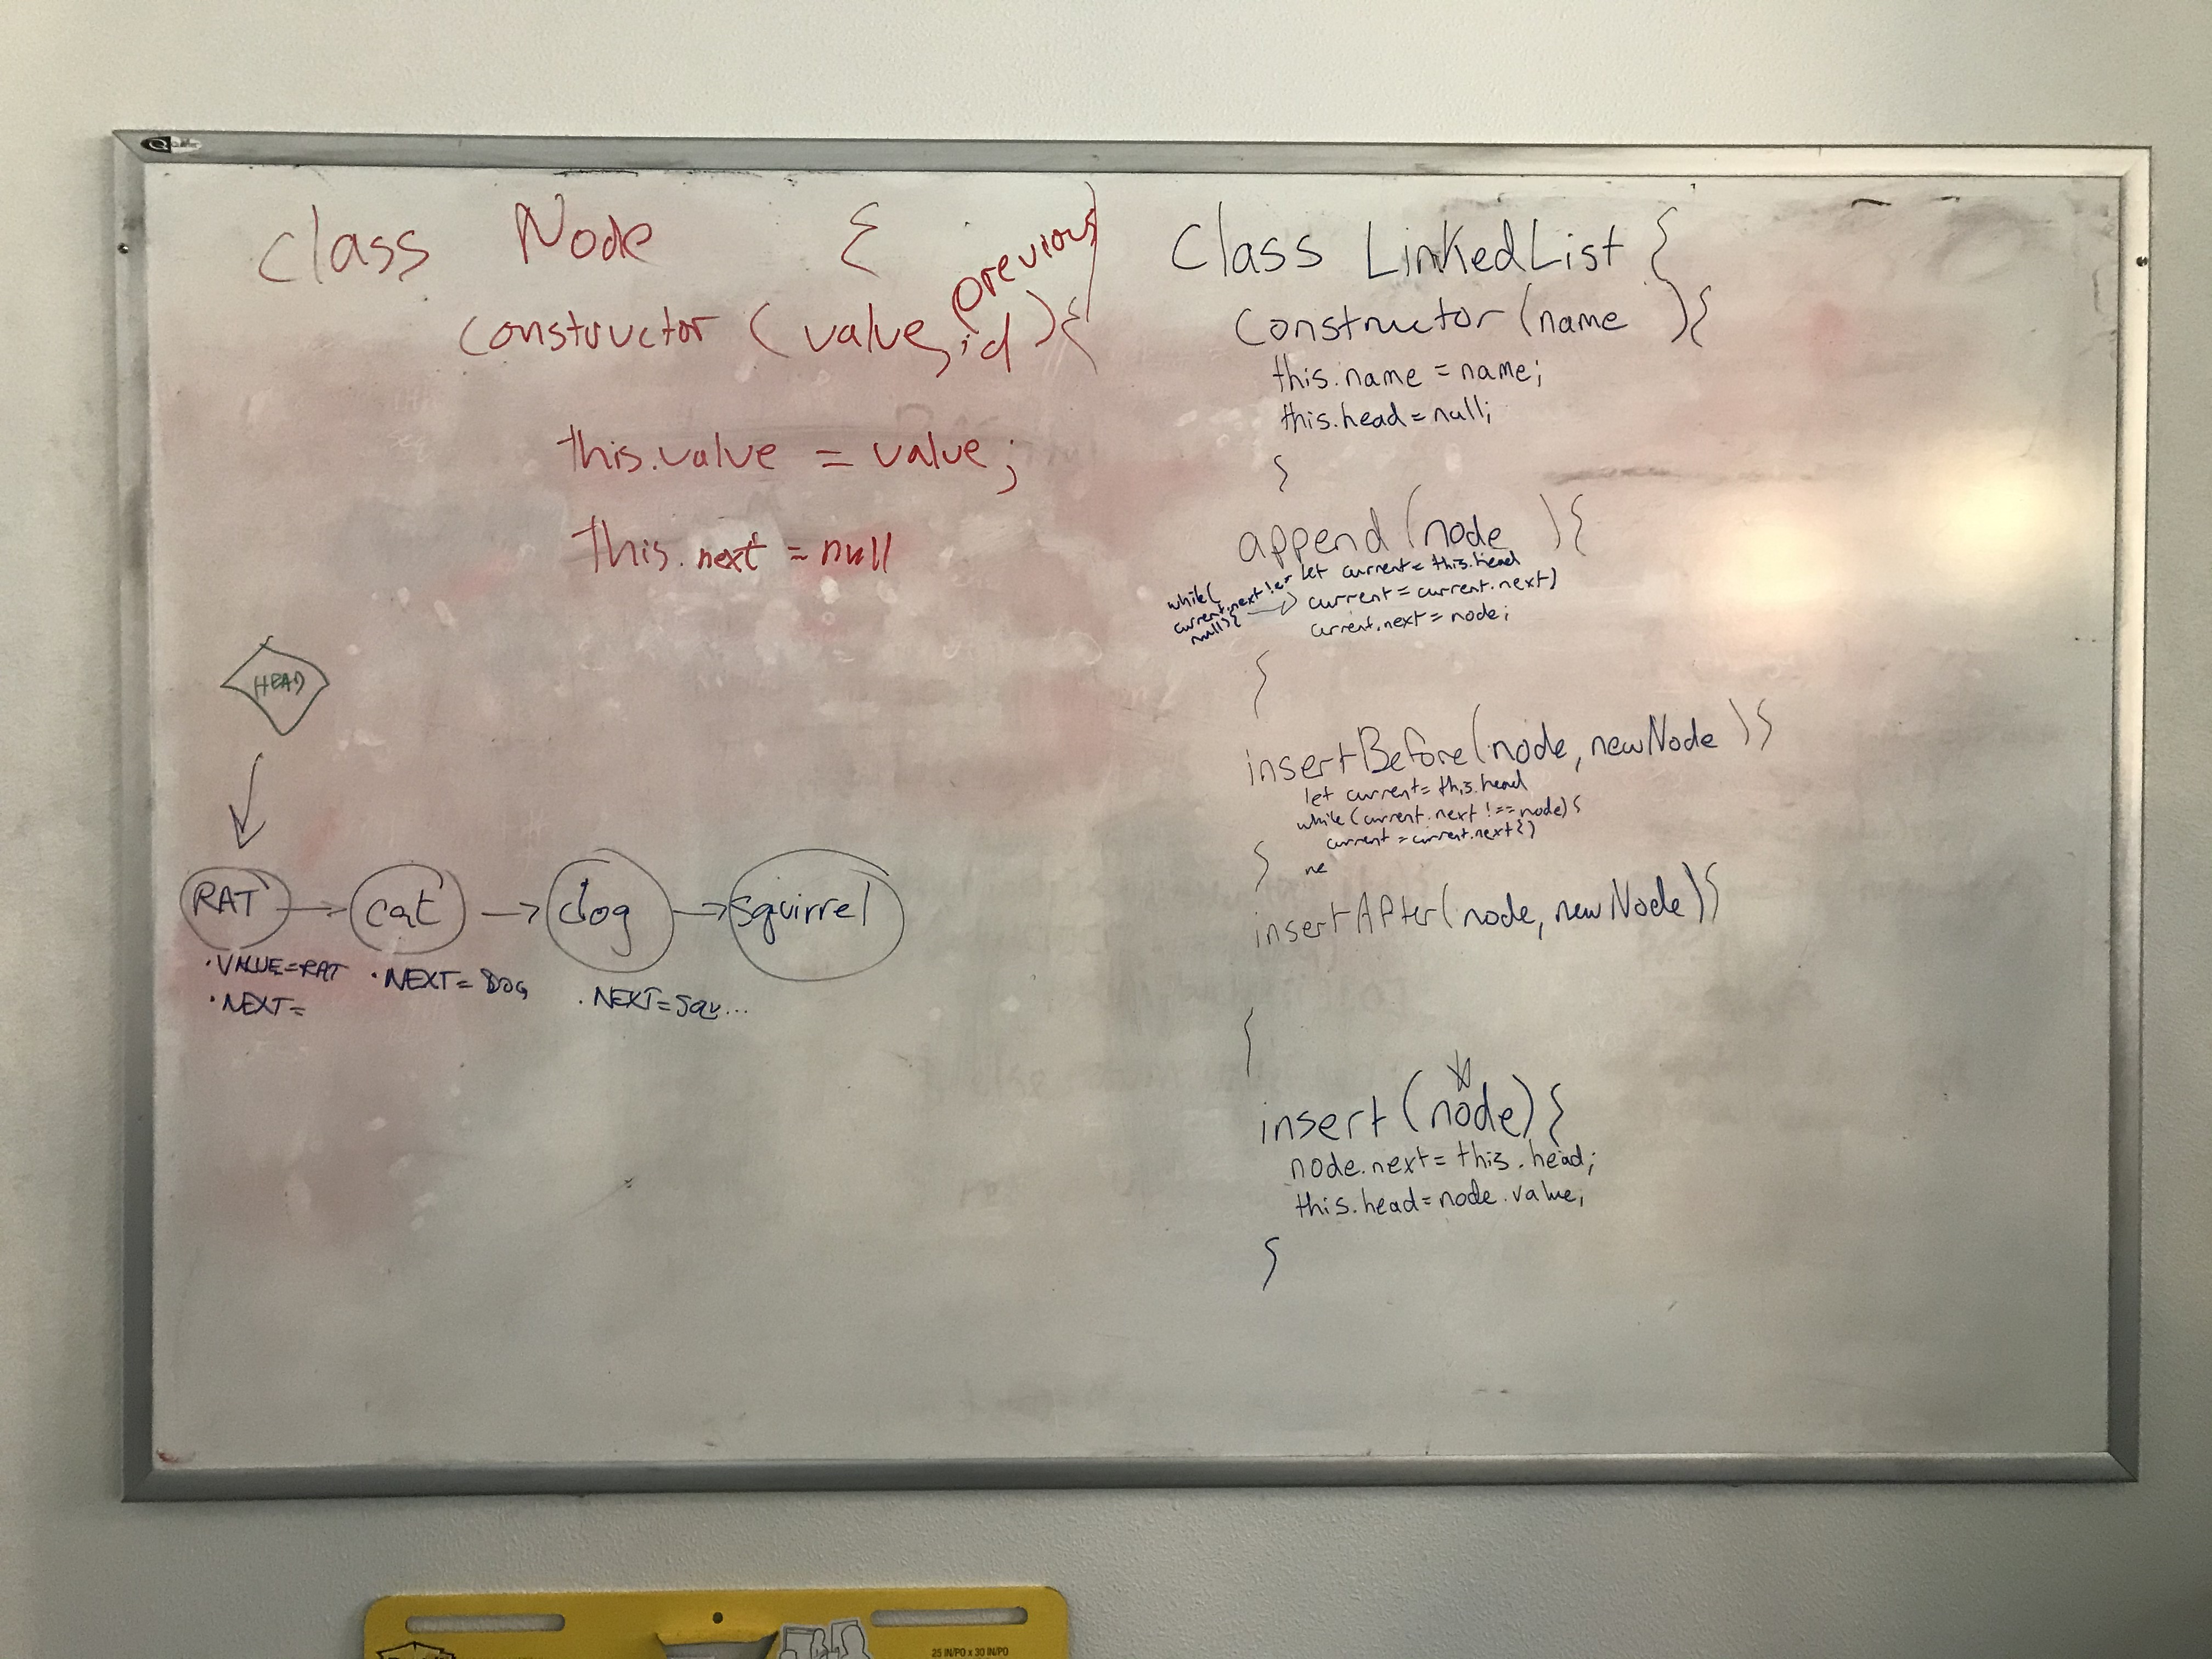 class Node {
previous)
constructor (value, id) {
this.value = value;
this.next = null
HEAD
RAT → cat → dog → squirrel
• VALUE=RAT
• NEXT=
• NEXT= DOG
. NEXT=SQU...
Class LinkedList {
Constructor (name ){
this.name = name;
this.head = null;
}
append (node ){
let current = this.head
while(
current.next !==
null){
→ current = current.next}
current.next = node;
}
insertBefore (node, newNode ){
let current = this.head
while (current.next !== node){
current = current.next{}
} ne
insertAfter (node, newNode){
}
insert (node) {
node.next = this.head;
this.head = node.value;
}
25 IN/PO x 30 IN/PO